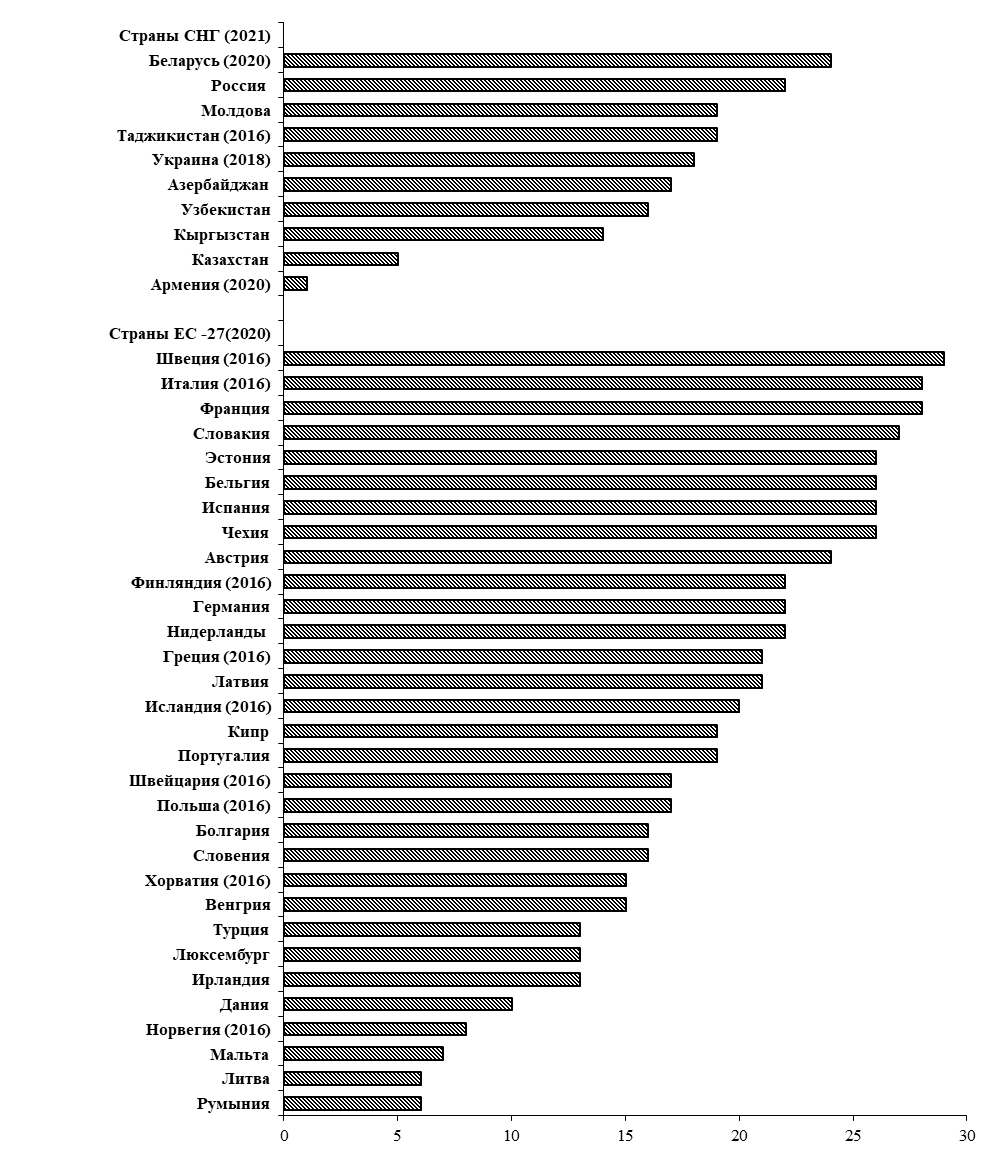 Страны СНГ (2021)
Беларусь (2020)
Россия
Молдова
Таджикистан (2016)
Украина (2018)
Азербайджан
Узбекистан
Кыргызстан
Казахстан
Армения (2020)
Страны ЕС -27(2020)
Швеция (2016)
Италия (2016)
Франция
Словакия
Эстония
Бельгия
Испания
Чехия
Австрия
Финляндия (2016)
Германия
Нидерланды
Греция (2016)
Латвия
Исландия (2016)
Кипр
Португалия
Швейцария (2016)
Польша (2016)
Болгария
Словения
Хорватия (2016)
Венгрия
Турция
Люксембург
Ирландия
Дания
Норвегия (2016)
Мальта
Литва
Румыния
0 5 10 15 20 25 30